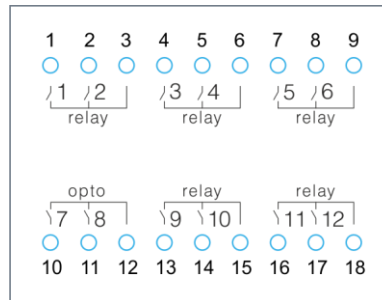 1 2 3 4 5 6 7 8 9
1 2 3 4 5 6
relay relay relay
opto relay relay
7 8 9 10 11 12
10 11 12 13 14 15 16 17 18